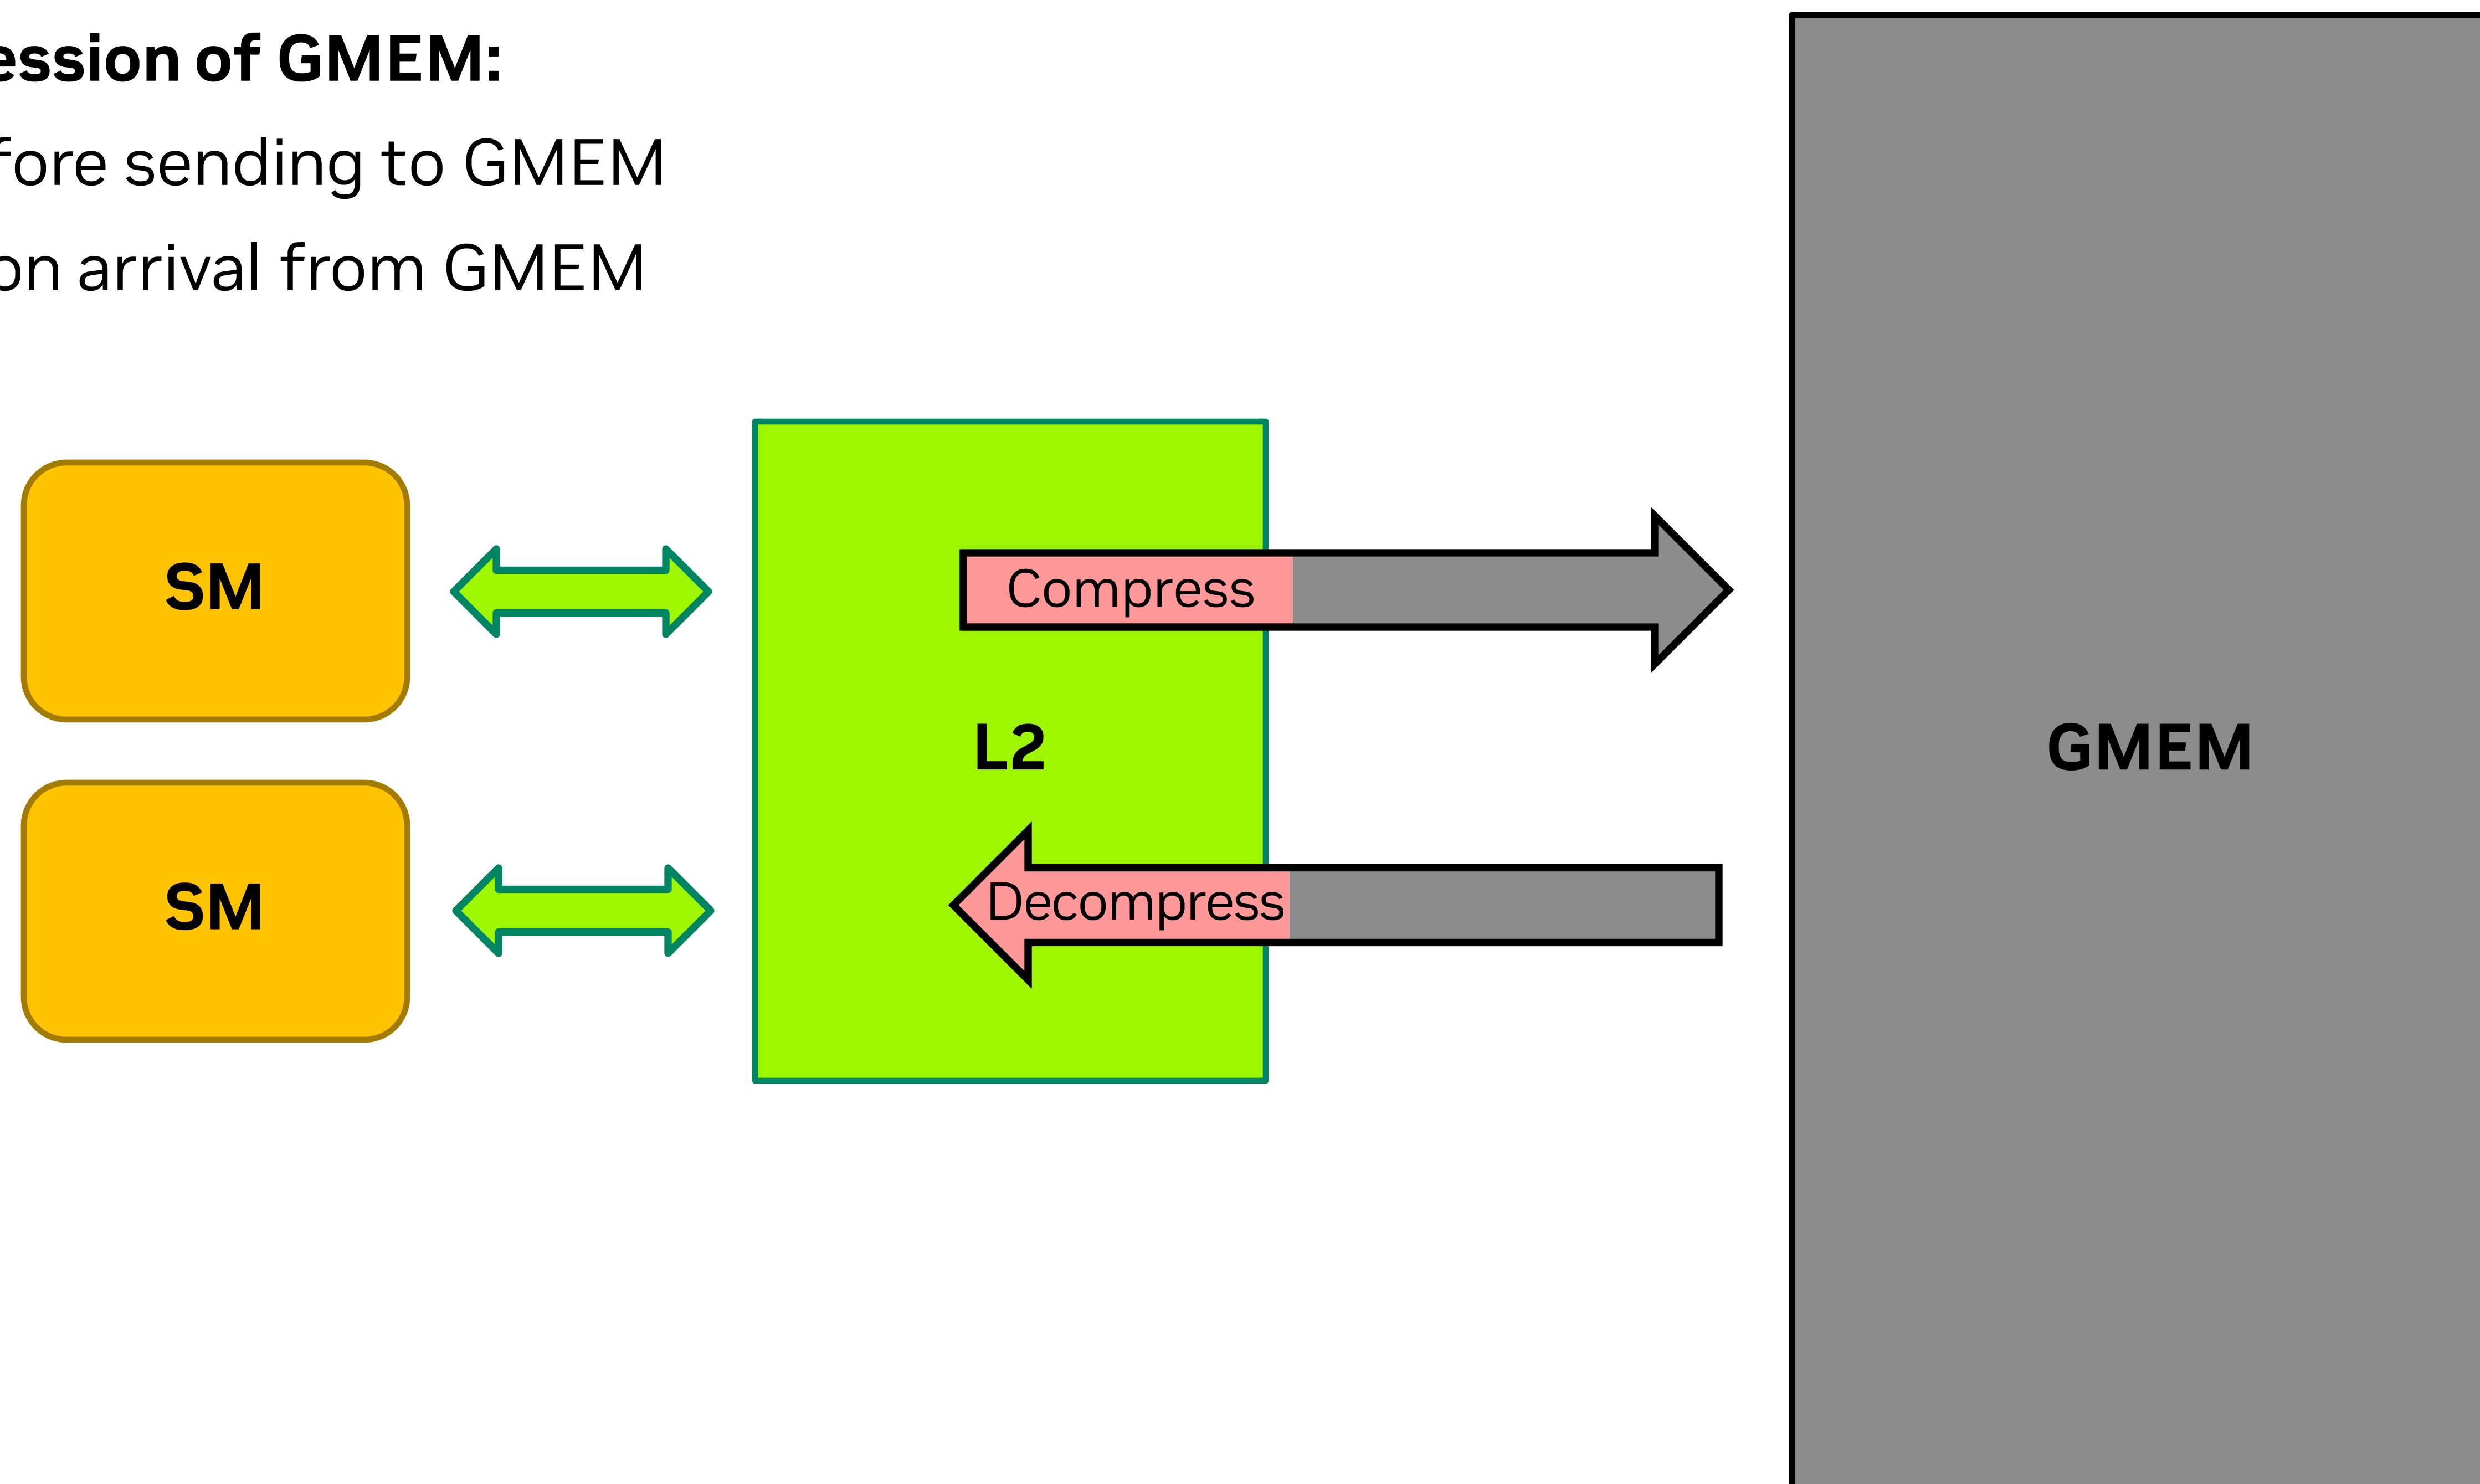 ession of GMEM:
fore sending to GMEM
on arrival from GMEM
SM
Compress
L2
GMEM
SM
Decompress